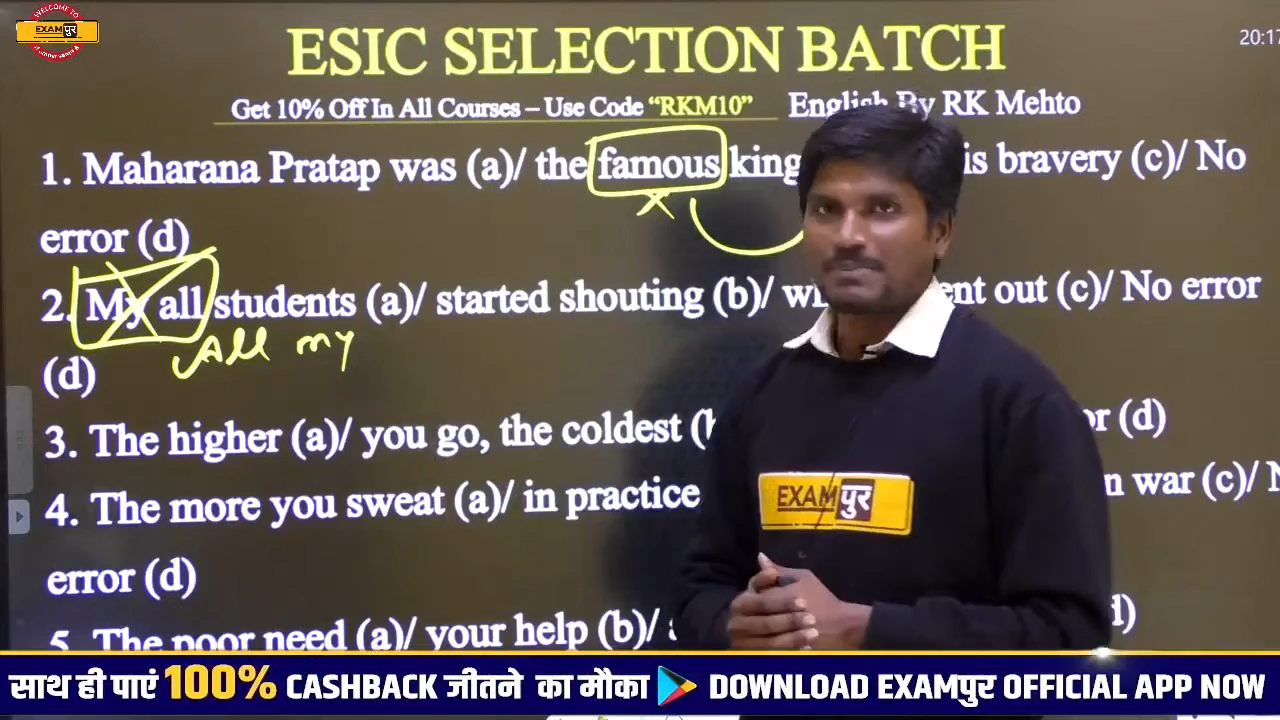 WELCOME TO
EXAMपुर
20:17
ESIC SELECTION BATCH
Get 10% Off In All Courses – Use Code “RKM10” English By RK Mehto
1. Maharana Pratap was (a)/ the famous king is bravery (c)/ No
error (d)
2. My all students (a)/ started shouting (b)/ ent out (c)/ No error
All my
(d)
3. The higher (a)/ you go, the coldest (d)
4. The more you sweat (a)/ in practice war (c)/
error (d)
5. The poor need (a)/ your help (b)/
EXAMपुर
साथ ही पाएं 100% CASHBACK जीतने का मौका DOWNLOAD EXAMपुर OFFICIAL APP NOW